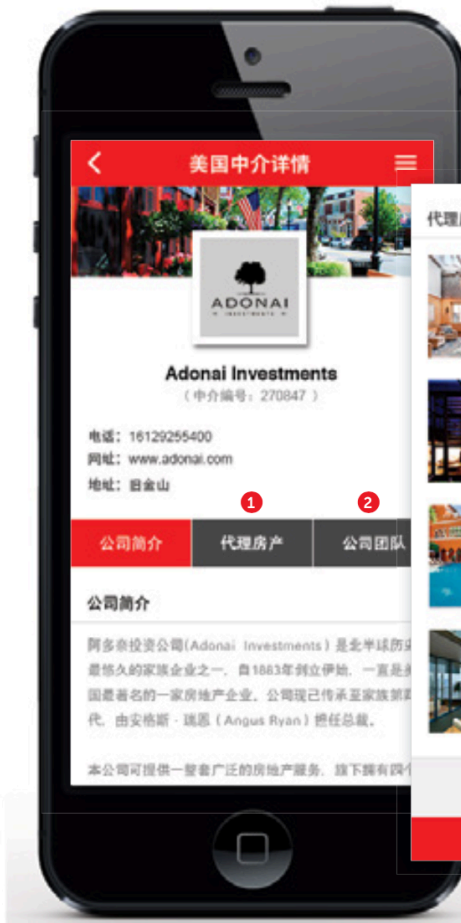 美国中介详情
ADONAI
INVESTMENTS
Adonai Investments
（中介编号：270847）
电话：16129255400
网址：www.adonai.com
地址：旧金山
1
2
公司简介
代理房产
公司团队
公司简介
阿多奈投资公司(Adonai Investments）是北半球历史
最悠久的家族企业之一，自1883年创立伊始，一直是美
国最著名的一家房地产企业。公司现已传承至家族第四
代，由安格斯·瑞恩（Angus Ryan）担任总裁。
本公司可提供一整套广泛的房地产服务，旗下拥有四个
代理